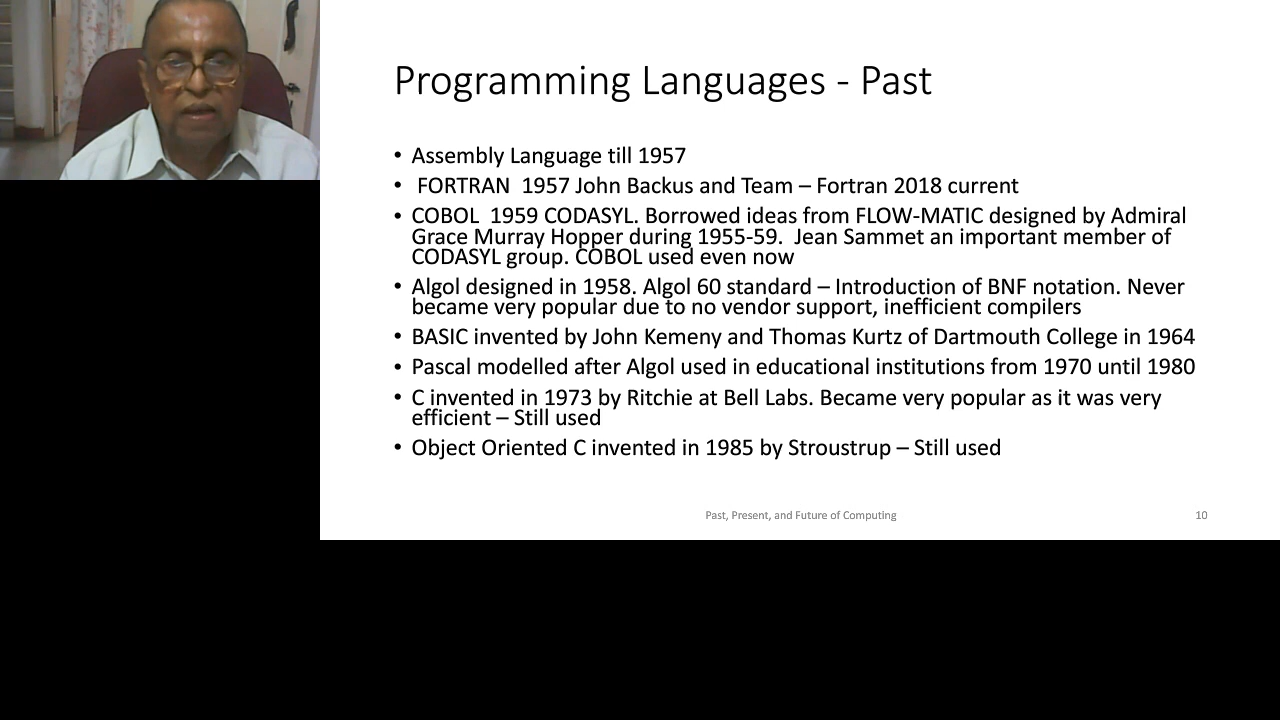 Programming Languages - Past
• Assembly Language till 1957
• FORTRAN 1957 John Backus and Team – Fortran 2018 current
• COBOL 1959 CODASYL. Borrowed ideas from FLOW-MATIC designed by Admiral
Grace Murray Hopper during 1955-59. Jean Sammet an important member of
CODASYL group. COBOL used even now
• Algol designed in 1958. Algol 60 standard – Introduction of BNF notation. Never
became very popular due to no vendor support, inefficient compilers
• BASIC invented by John Kemeny and Thomas Kurtz of Dartmouth College in 1964
• Pascal modelled after Algol used in educational institutions from 1970 until 1980
• C invented in 1973 by Ritchie at Bell Labs. Became very popular as it was very
efficient – Still used
• Object Oriented C invented in 1985 by Stroustrup – Still used
Past, Present, and Future of Computing
10